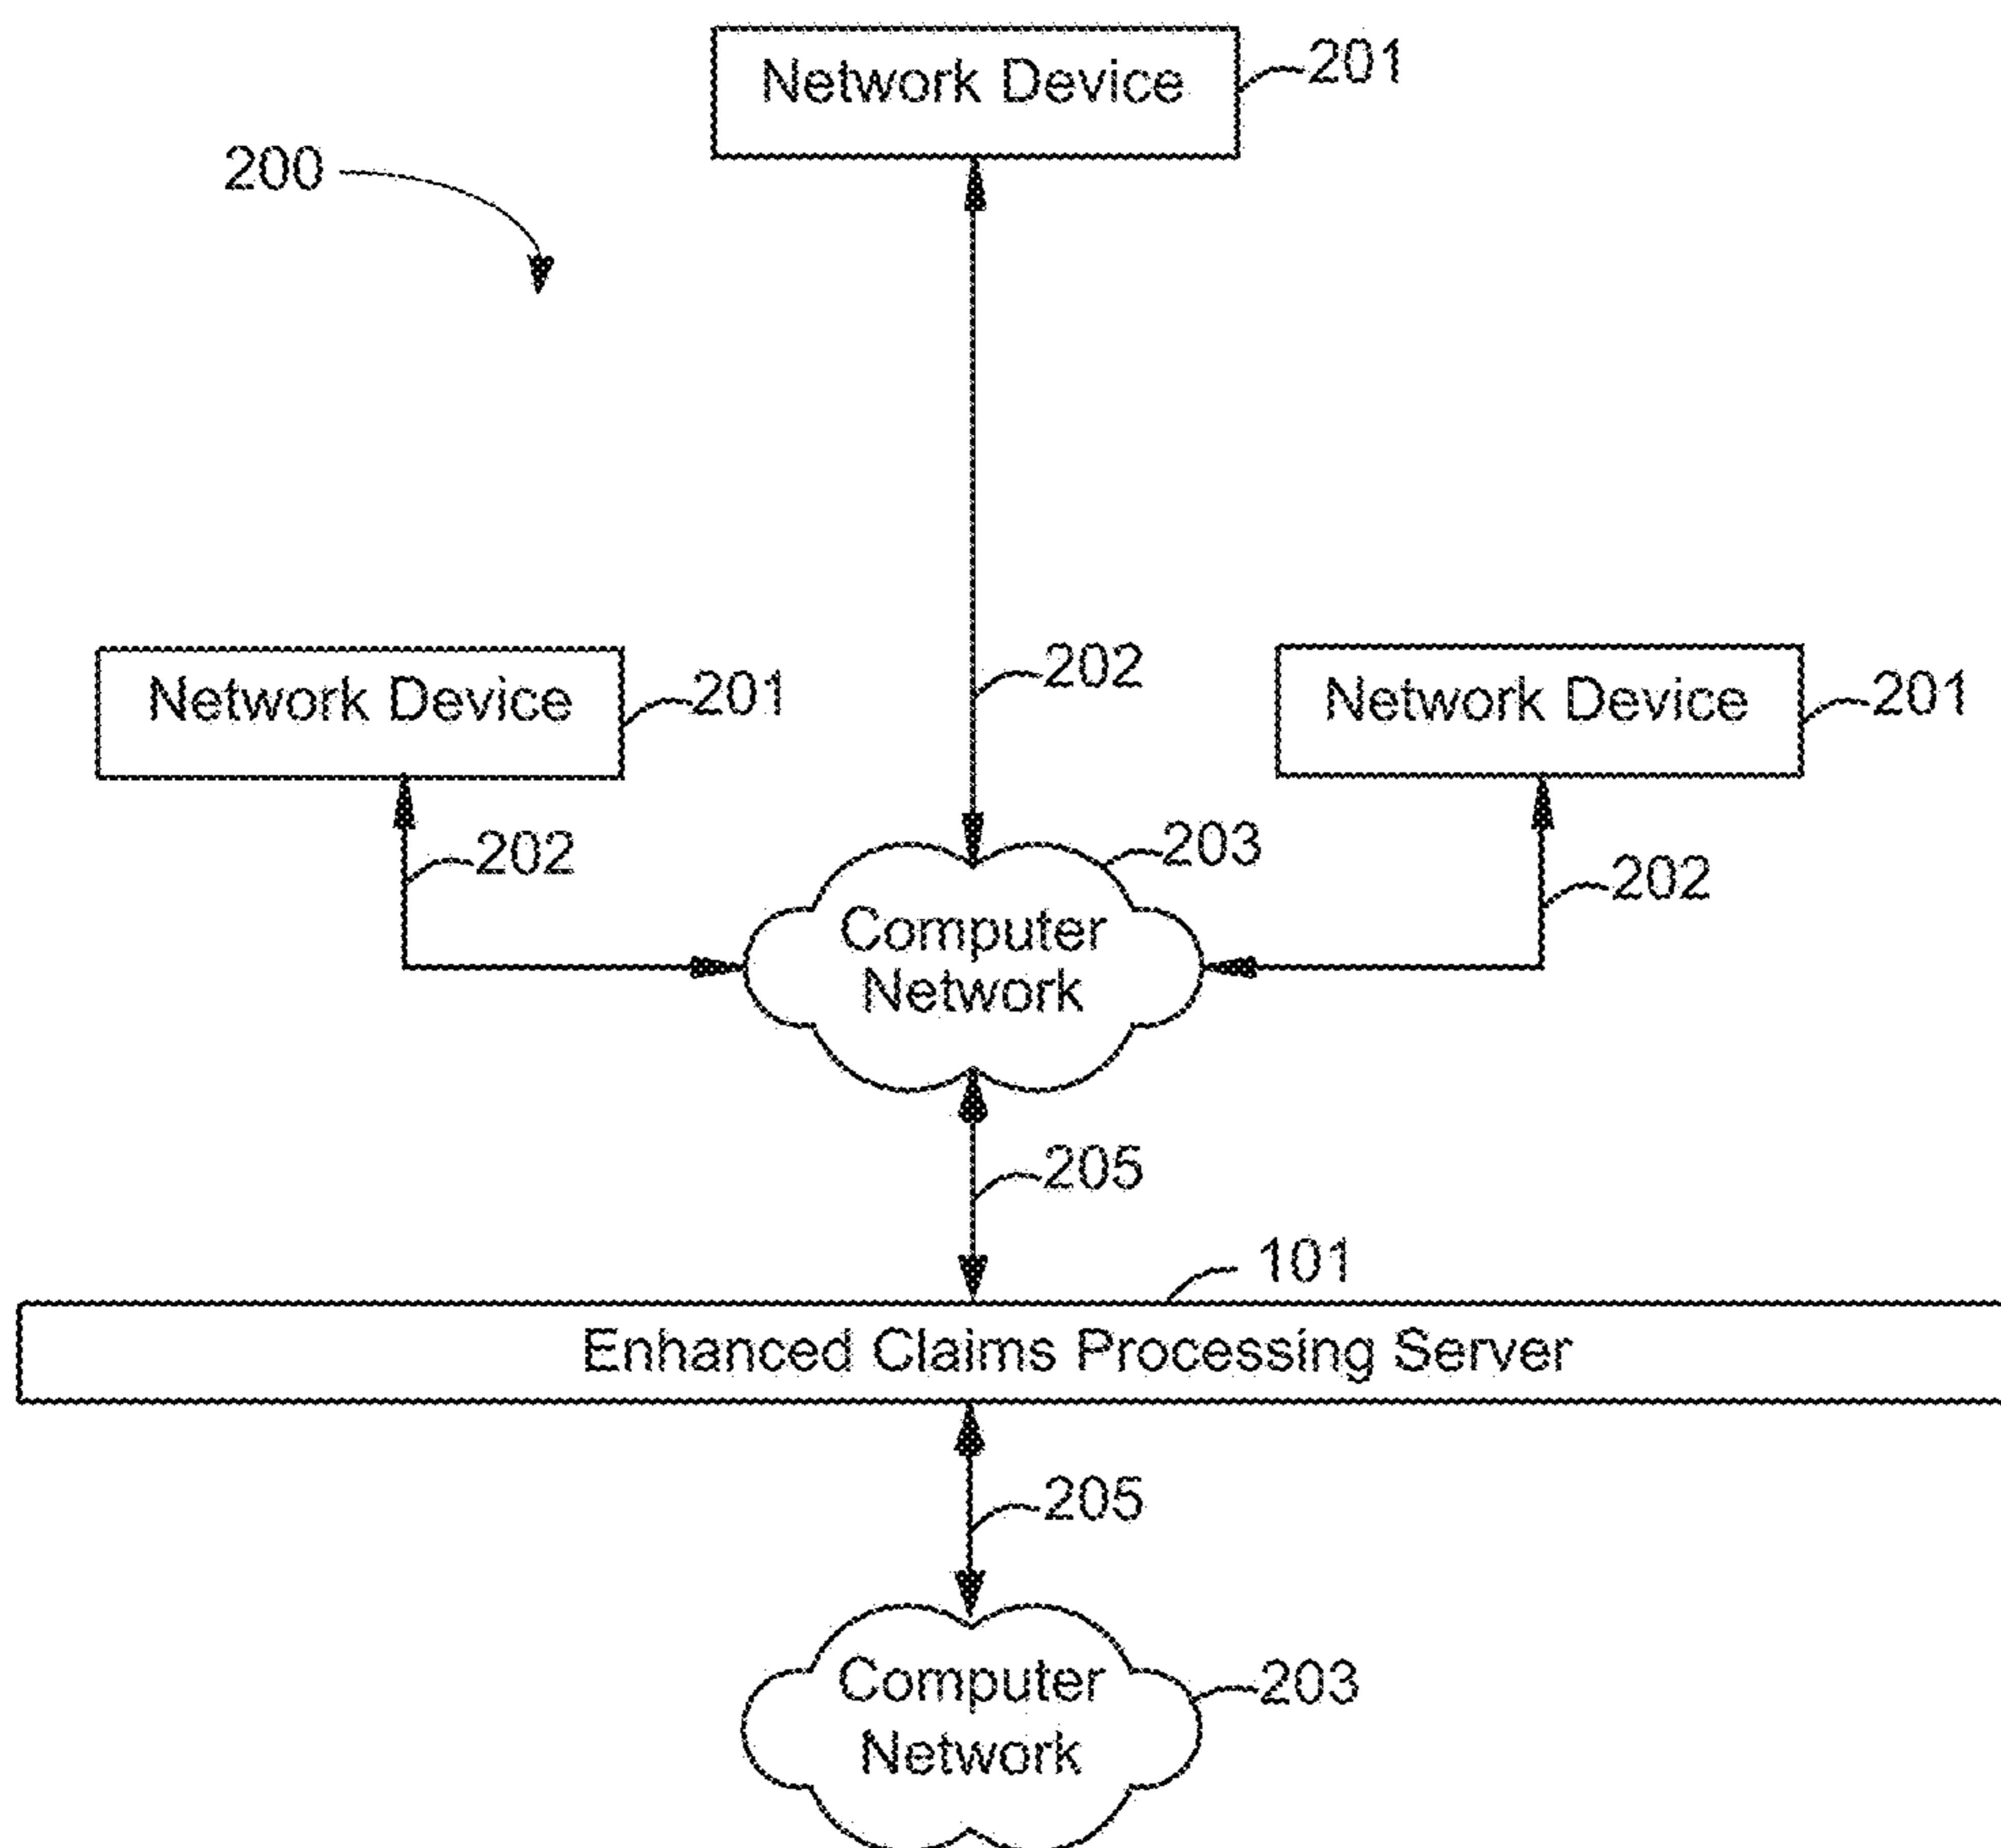 Network Device
201
200
Network Device
201
202
Network Device
201
202
203
202
Computer
Network
205
101
Enhanced Claims Processing Server
205
Computer
Network
203